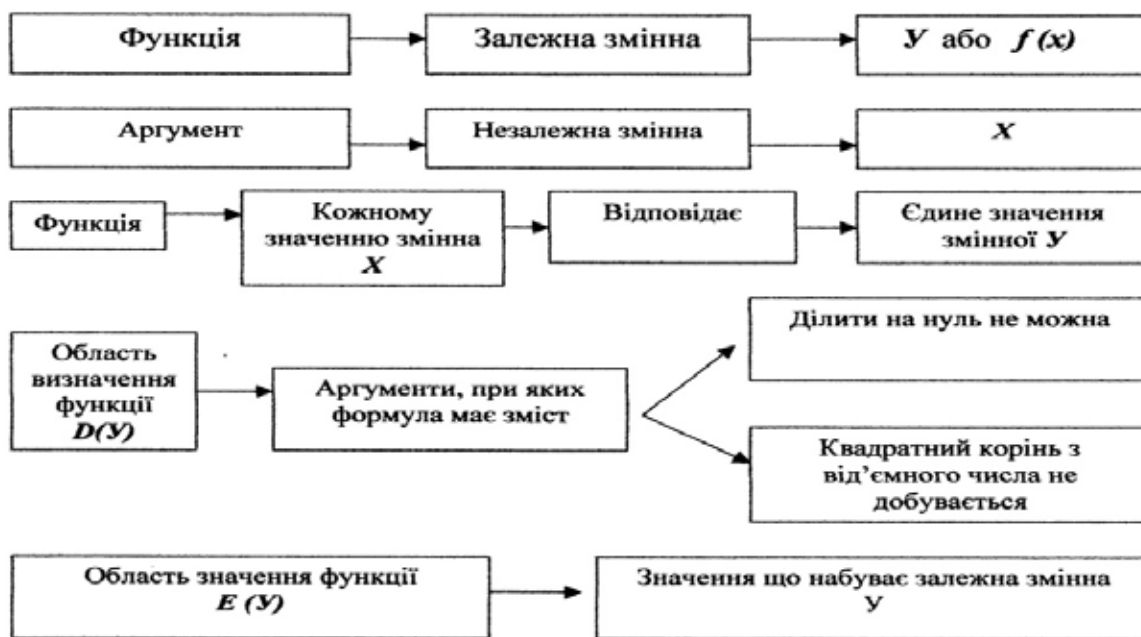 Функція
Залежна змінна
У або f (x)
Аргумент
Незалежна змінна
X
Функція
Кожному
значенню змінна
X
Відповідає
Єдине значення
змінної У
Область
визначення
функції
D(У)
Аргументи, при яких
формула має зміст
Ділити на нуль не можна
Квадратний корінь з
від’ємного числа не
добувається
Область значення функції
E (У)
Значення що набуває залежна змінна
У